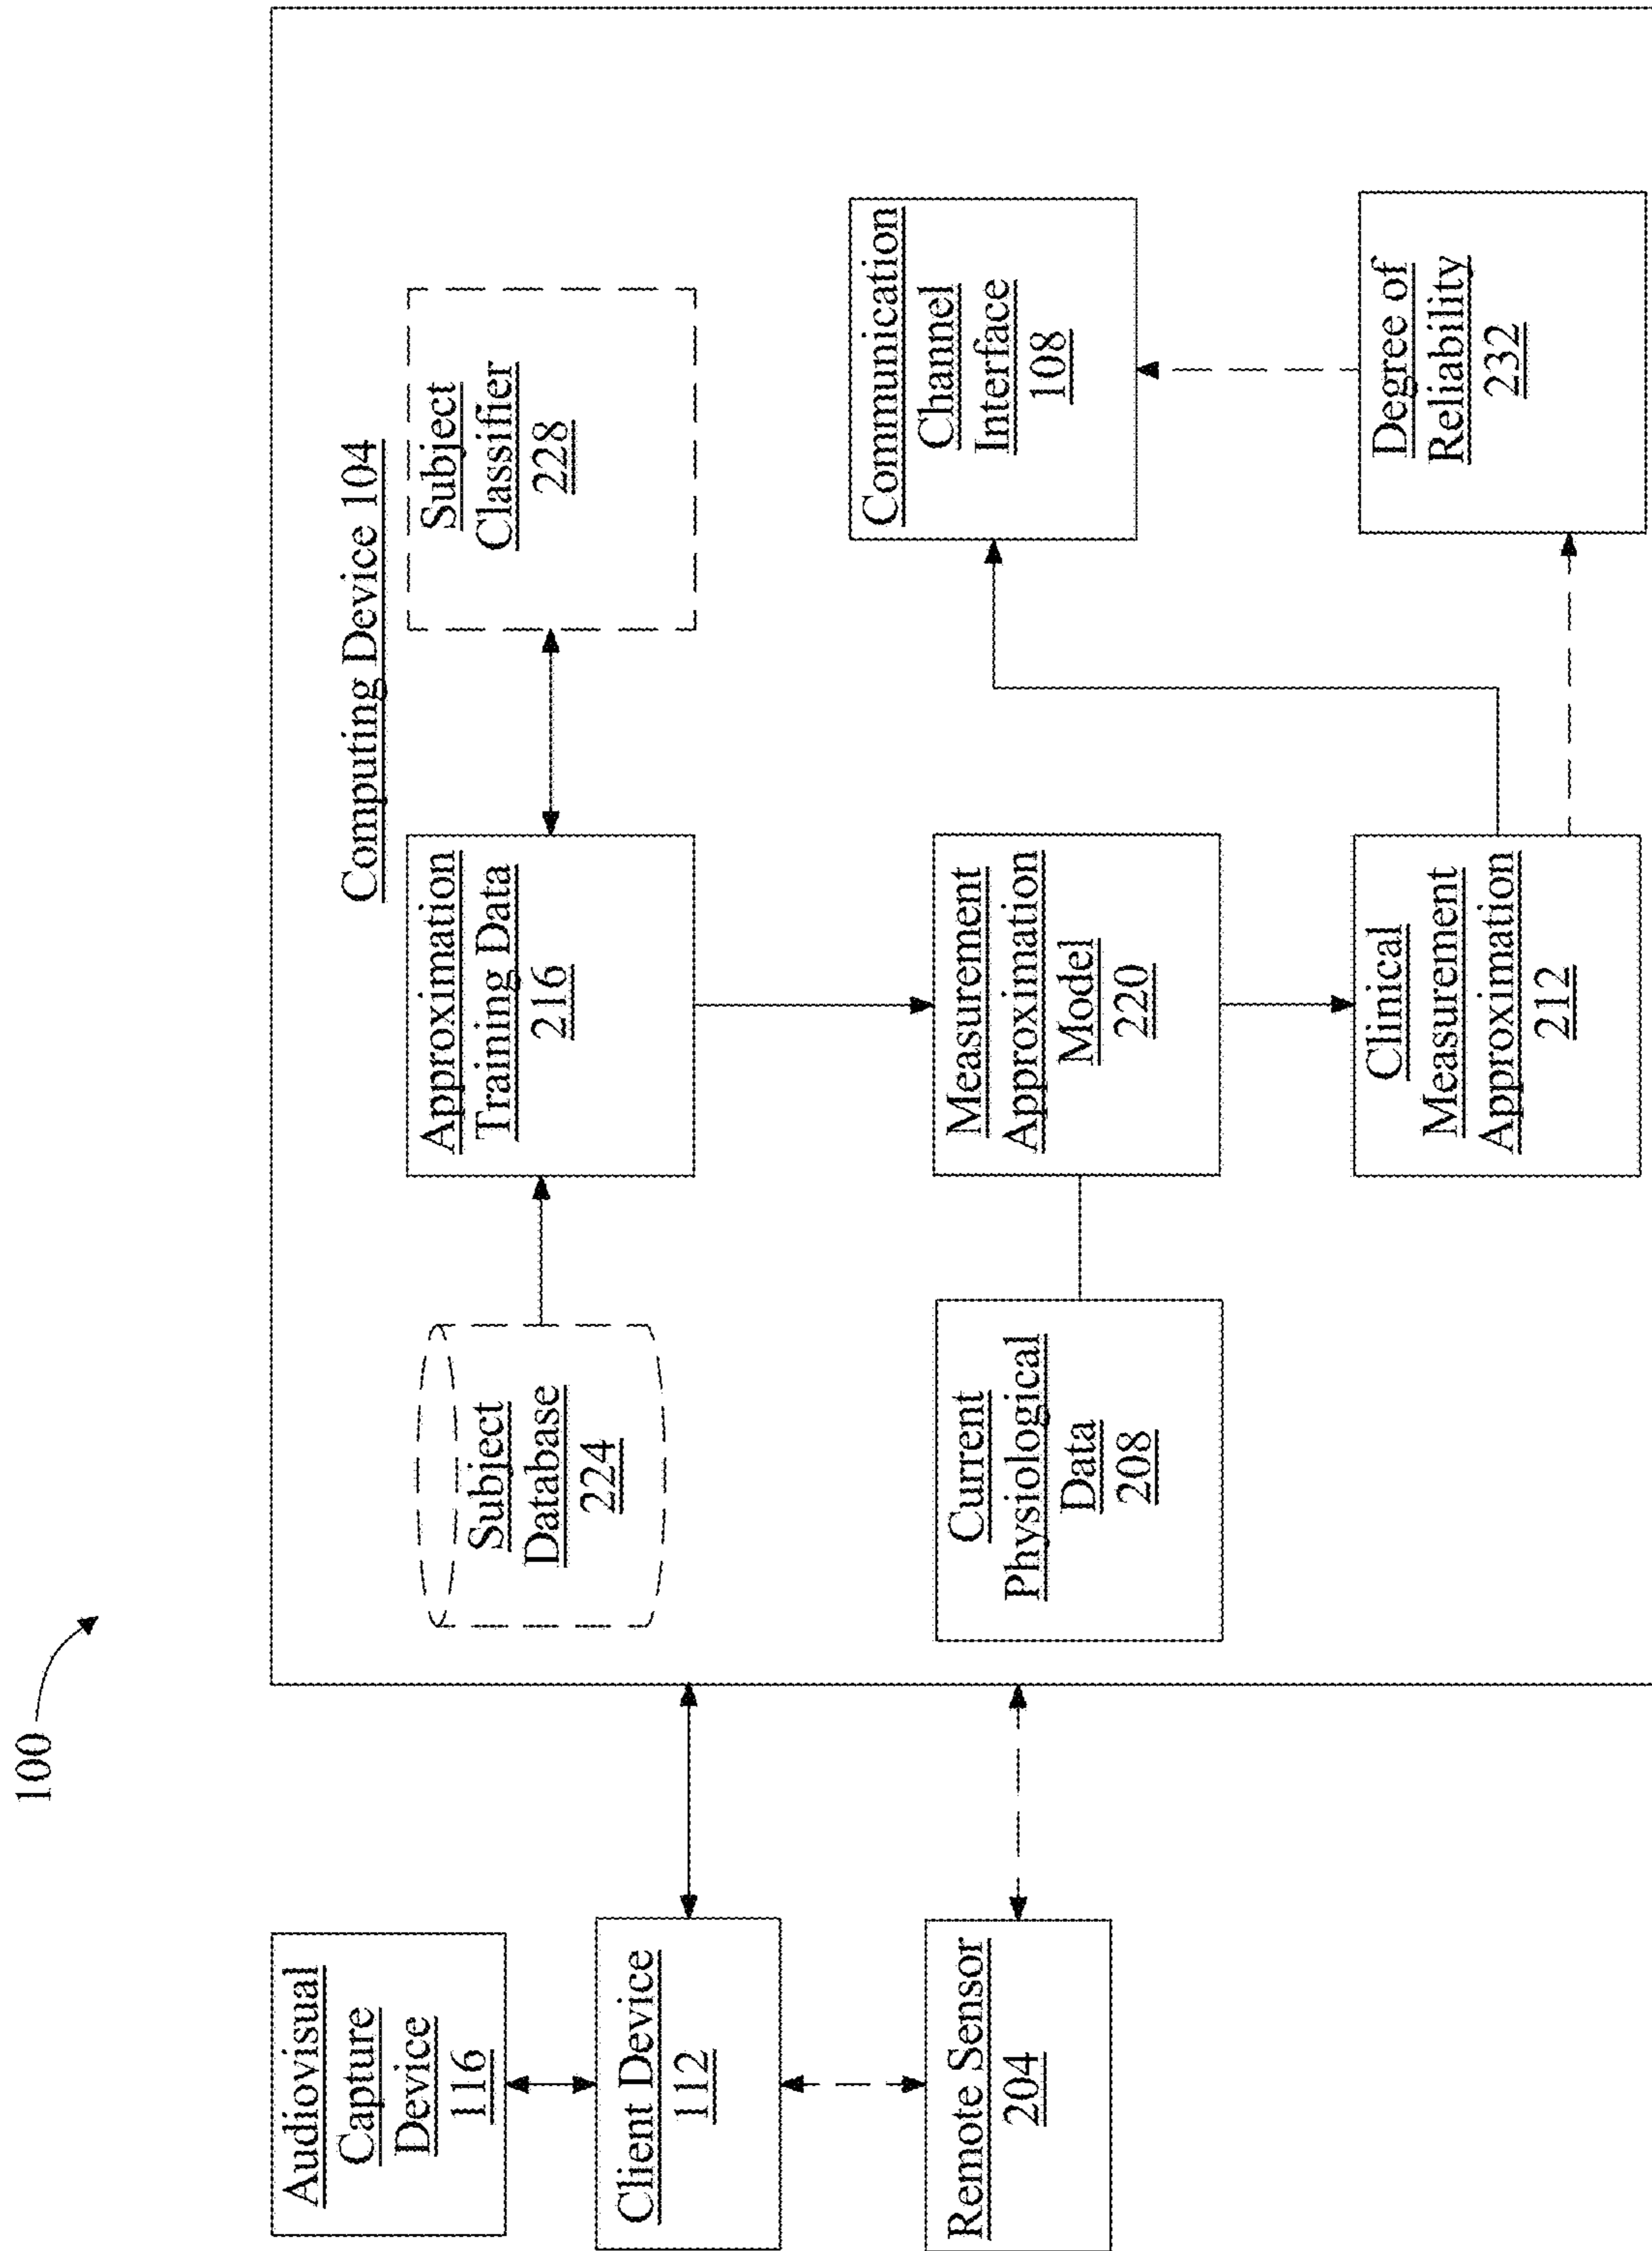 100
Computing Device 104
Audiovisual
Capture
Device
116
Client Device
112
Remote Sensor
204
Subject
Database
224
Approximation
Training Data
216
Subject
Classifier
228
Current
Physiological
Data
208
Measurement
Approximation
Model
220
Communication
Channel
Interface
108
Clinical
Measurement
Approximation
212
Degree of
Reliability
232